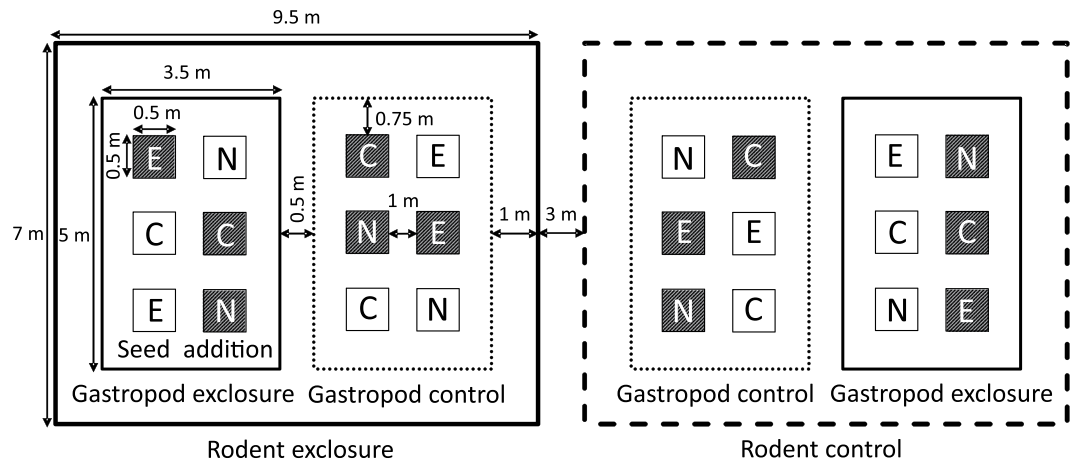 9.5 m
3.5 m
0.5 m
0.75 m
0.5 m
E N C E N C E N
1 m
0.5 m
1 m 3 m
7 m 5 m
C C N E E E C C
E N C N N C N E
Seed addition
Gastropod exclosure Gastropod control Gastropod control Gastropod exclosure
Rodent exclosure Rodent control